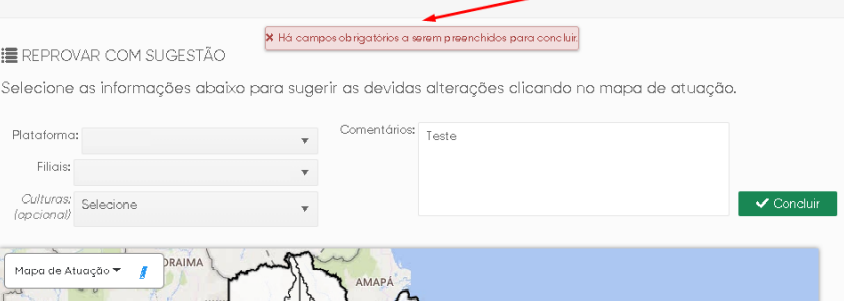 ✖ Há campos obrigatórios a serem preenchidos para concluir.
REPROVAR COM SUGESTÃO
Selecione as informações abaixo para sugerir as devidas alterações clicando no mapa de atuação.
Plataforma:
Comentários: Teste
Filiais:
Culturas: Selecione
(opcional)
✔ Concluir
Mapa de Atuação
ORAIMA
AMAPÁ